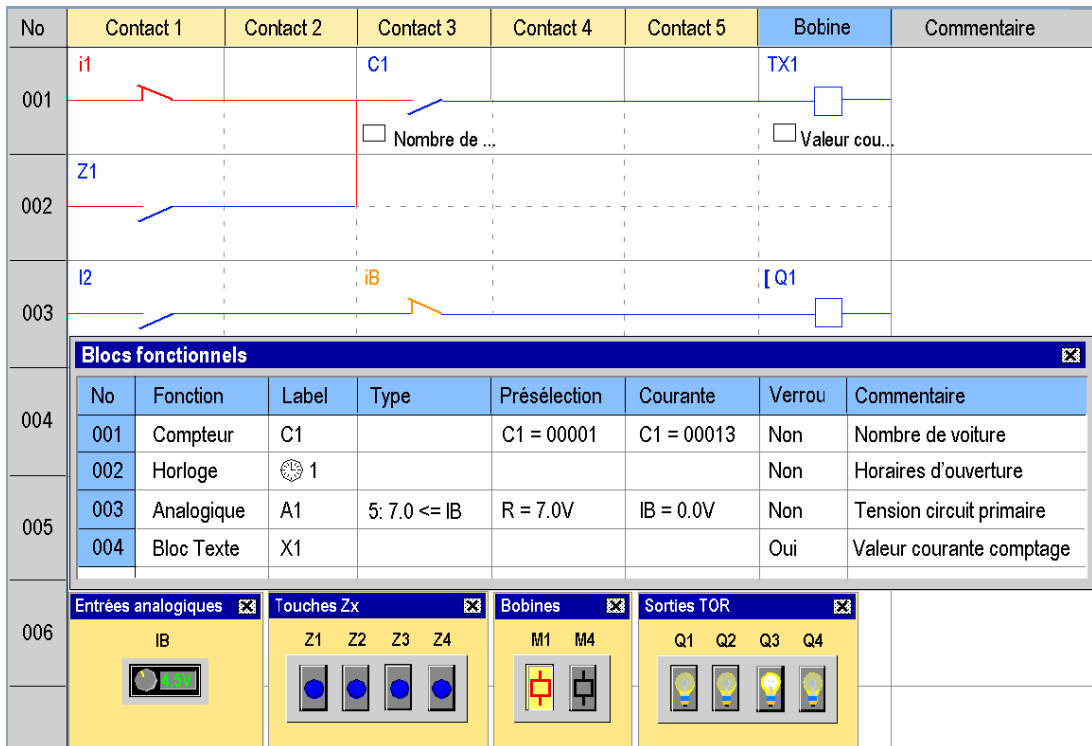 No Contact 1 Contact 2 Contact 3 Contact 4 Contact 5 Bobine Commentaire
i1 C1 TX1
001
Nombre de ... Valeur cou...
Z1
002
I2 iB [ Q1
003
Blocs fonctionnels
No Fonction Label Type Présélection Courante Verrou Commentaire
004
001 Compteur C1 C1 = 00001 C1 = 00013 Non Nombre de voiture
002 Horloge 1 Non Horaires d'ouverture
003 Analogique A1 5: 7.0 <= IB R = 7.0V IB = 0.0V Non Tension circuit primaire
005
004 Bloc Texte X1 Oui Valeur courante comptage
Entrées analogiques Touches Zx Bobines Sorties TOR
006
IB Z1 Z2 Z3 Z4 M1 M4 Q1 Q2 Q3 Q4